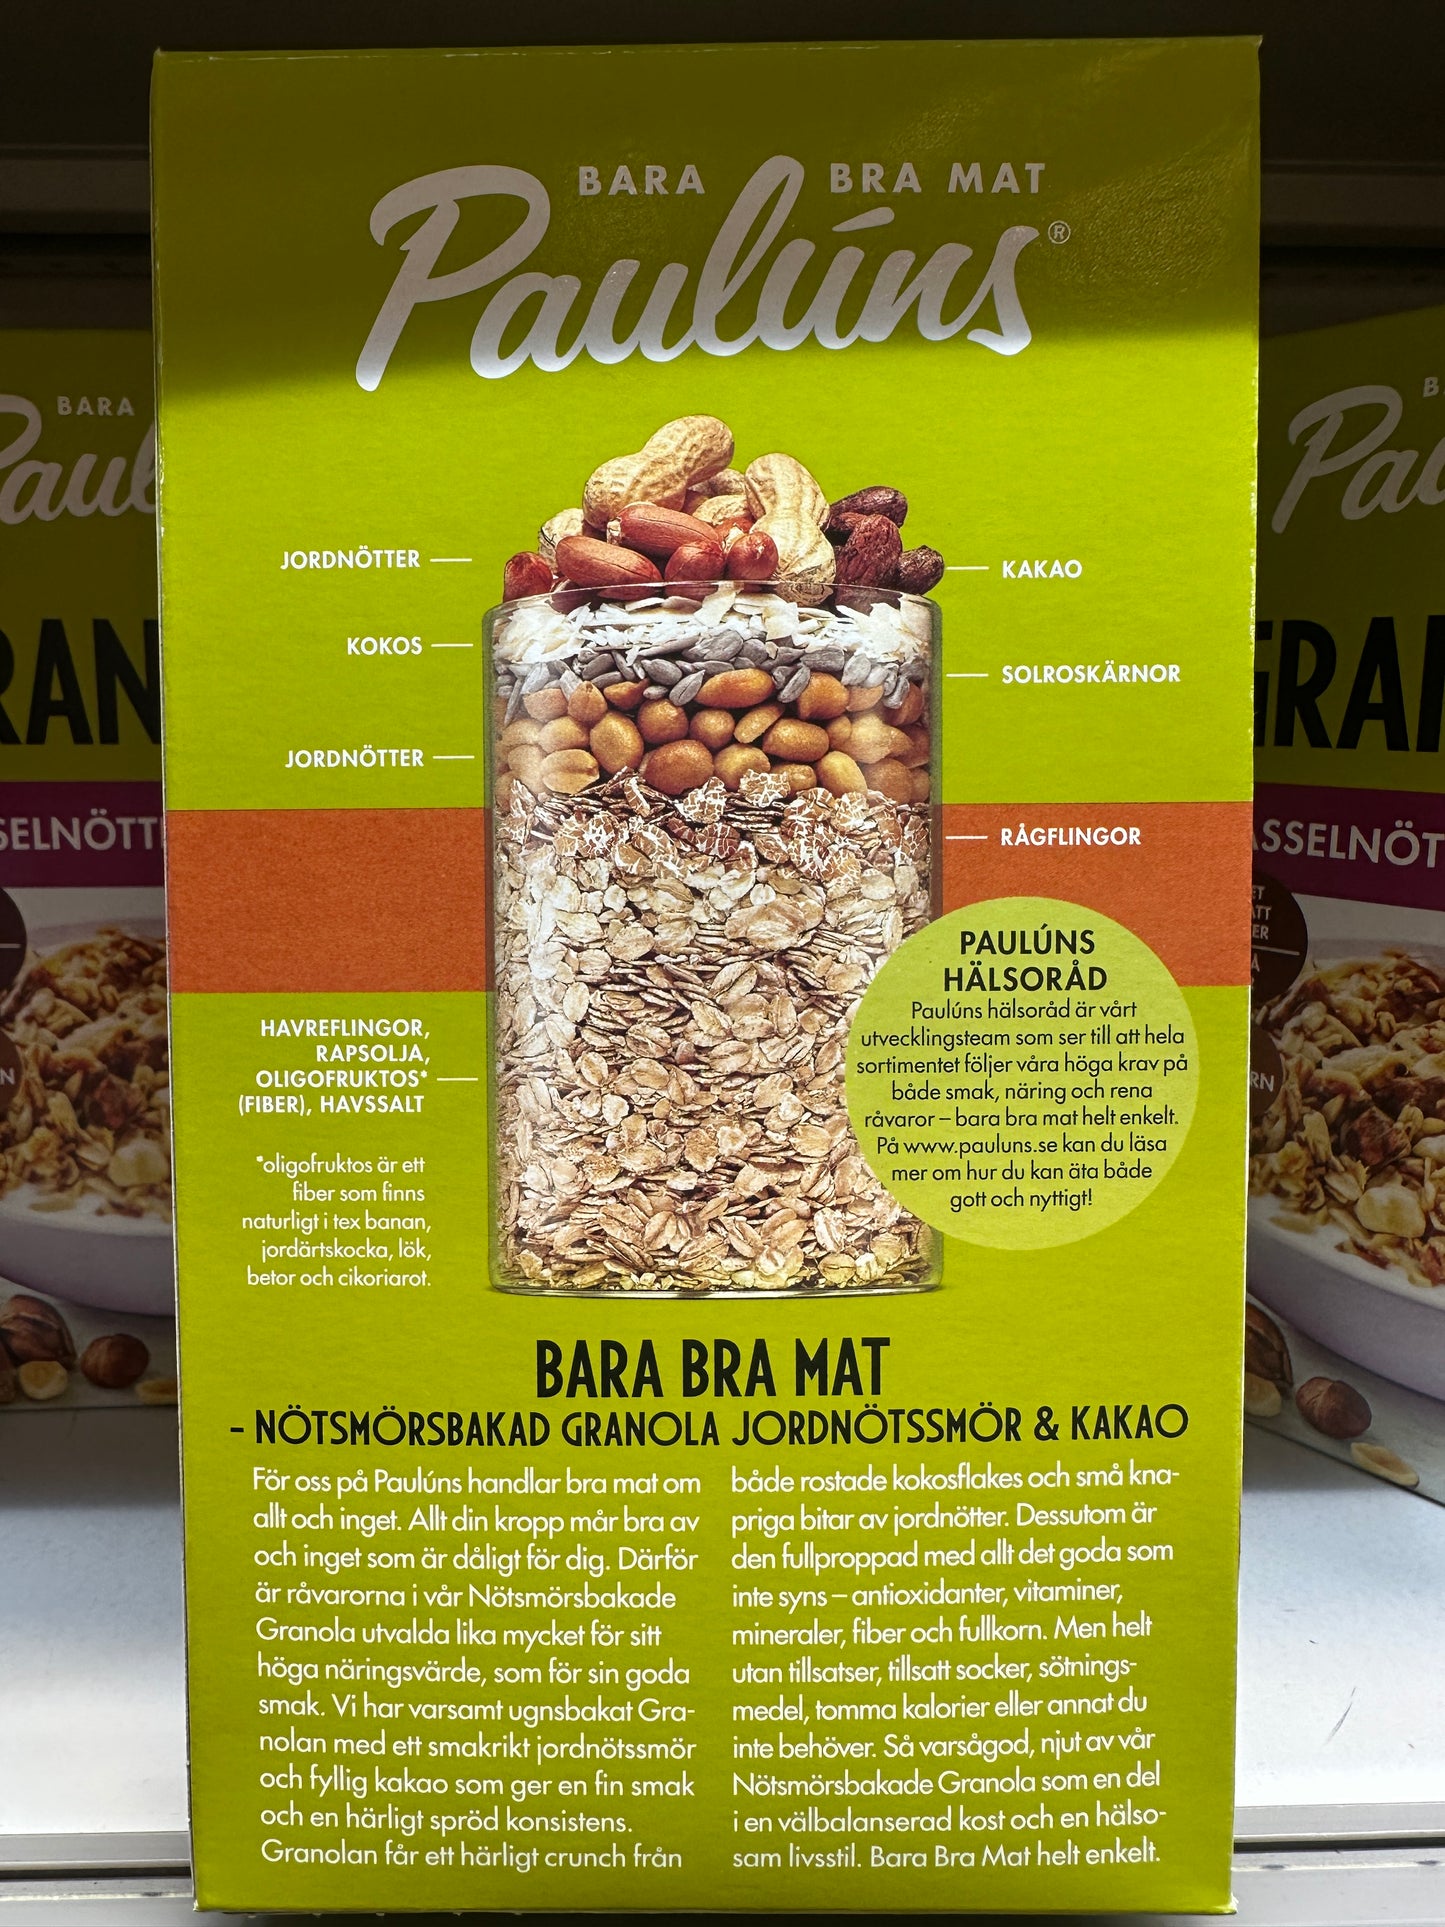 BARA BRA MAT
Paulúns®
JORDNÖTTER
KAKAO
KOKOS
SOLROSKÄRNOR
JORDNÖTTER
RÅGFLINGOR
PAULÚNS
HÄLSORÅD
Paulúns hälsoråd är vårt
utvecklingsteam som ser till att hela
sortimentet följer våra höga krav på
både smak, näring och rena
råvaror – bara bra mat helt enkelt.
På www.pauluns.se kan du läsa
mer om hur du kan äta både
gott och nyttigt!
HAVREFLINGOR,
RAPSOLJA,
OLIGOFRUKTOS*
(FIBER), HAVSSALT
*oligofruktos är ett
fiber som finns
naturligt i tex banan,
jordärtskocka, lök,
betor och cikoriarot.
BARA BRA MAT
- NÖTSMÖRSBAKAD GRANOLA JORDNÖTSSMÖR & KAKAO
För oss på Paulúns handlar bra mat om
allt och inget. Allt din kropp mår bra av
och inget som är dåligt för dig. Därför
är råvarorna i vår Nötsmörsbakade
Granola utvalda lika mycket för sitt
höga näringsvärde, som för sin goda
smak. Vi har varsamt ugnsbakat Gra-
nolan med ett smakrikt jordnötssmör
och fyllig kakao som ger en fin smak
och en härligt spröd konsistens.
Granolan får ett härligt crunch från
både rostade kokosflakes och små kna-
priga bitar av jordnötter. Dessutom är
den fullproppad med allt det goda som
inte syns – antioxidanter, vitaminer,
mineraler, fiber och fullkorn. Men helt
utan tillsatser, tillsatt socker, sötnings-
medel, tomma kalorier eller annat du
inte behöver. Så varsågod, njut av vår
Nötsmörsbakade Granola som en del
i en välbalanserad kost och en hälso-
sam livsstil. Bara Bra Mat helt enkelt.
BARA
Paul
RAN
SELNÖTT
Pau
GRAN
ASSELNÖT